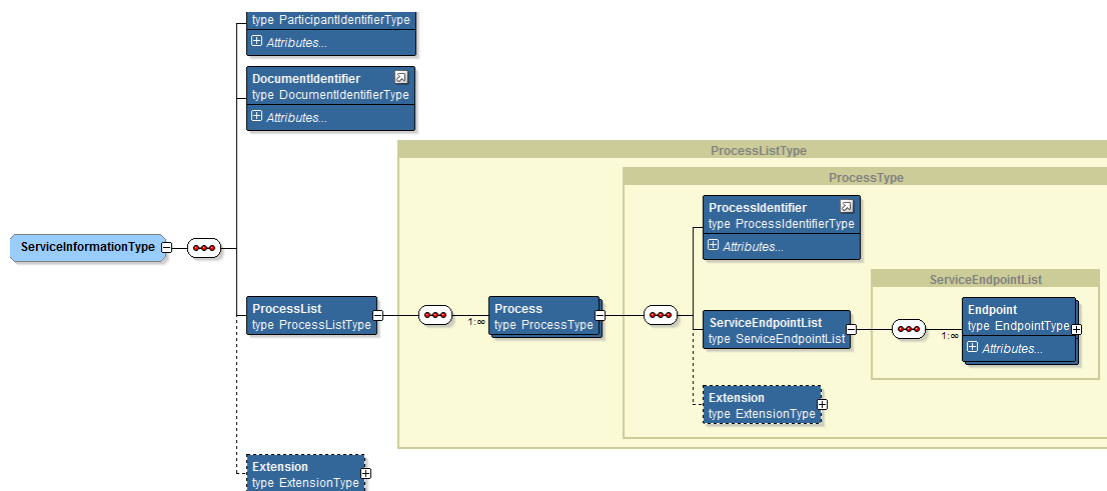 type ParticipantIdentifierType
Attributes...
DocumentIdentifier
type DocumentIdentifierType
Attributes...
ProcessListType
ProcessType
ProcessIdentifier
type ProcessIdentifierType
Attributes...
ServiceInformationType
ServiceEndpointList
ProcessList
type ProcessListType
1:∞
Process
type ProcessType
ServiceEndpointList
type ServiceEndpointList
1:∞
Endpoint
type EndpointType
Attributes...
Extension
type ExtensionType
Extension
type ExtensionType